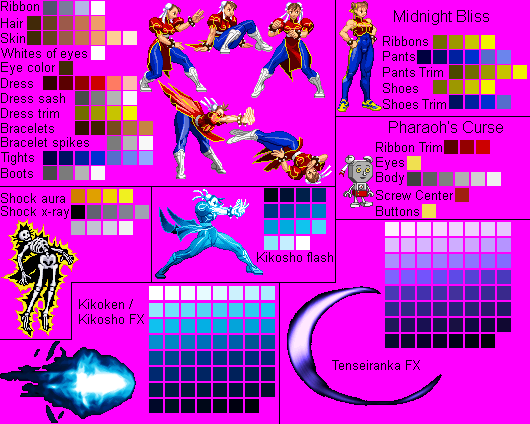 Ribbon
Hair
Skin
Whites of eyes
Eye color
Dress
Dress sash
Dress trim
Bracelets
Bracelet spikes
Tights
Boots
Midnight Bliss
Ribbons
Pants
Pants Trim
Shoes
Shoes Trim
Pharaoh's Curse
Ribbon Trim
Eyes
Body
Screw Center
Buttons
Shock aura
Shock x-ray
Kikosho flash
Kikoken /
Kikosho FX
Tenseiranka FX